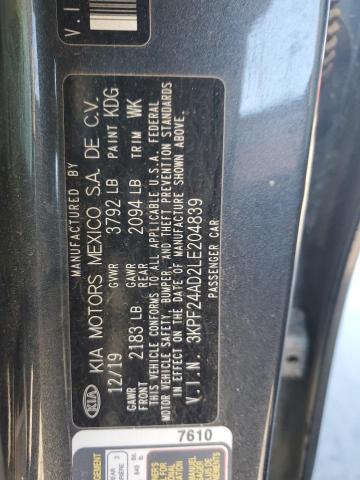 MANUFACTURED BY
KIA MOTORS MEXICO S.A. DE C.V.
KIA
12/19 GVWR 3792 LB PAINT KDG
GAWR FRONT 2183 LB GAWR REAR 2094 LB TRIM WK
THIS VEHICLE CONFORMS TO ALL APPLICABLE U.S.A. FEDERAL
MOTOR VEHICLE SAFETY, BUMPER, AND THEFT PREVENTION STANDARDS
IN EFFECT ON THE DATE OF MANUFACTURE SHOWN ABOVE.
V.I.N. 3KPF24AD2LE204839
PASSENGER CAR
V.I
7610